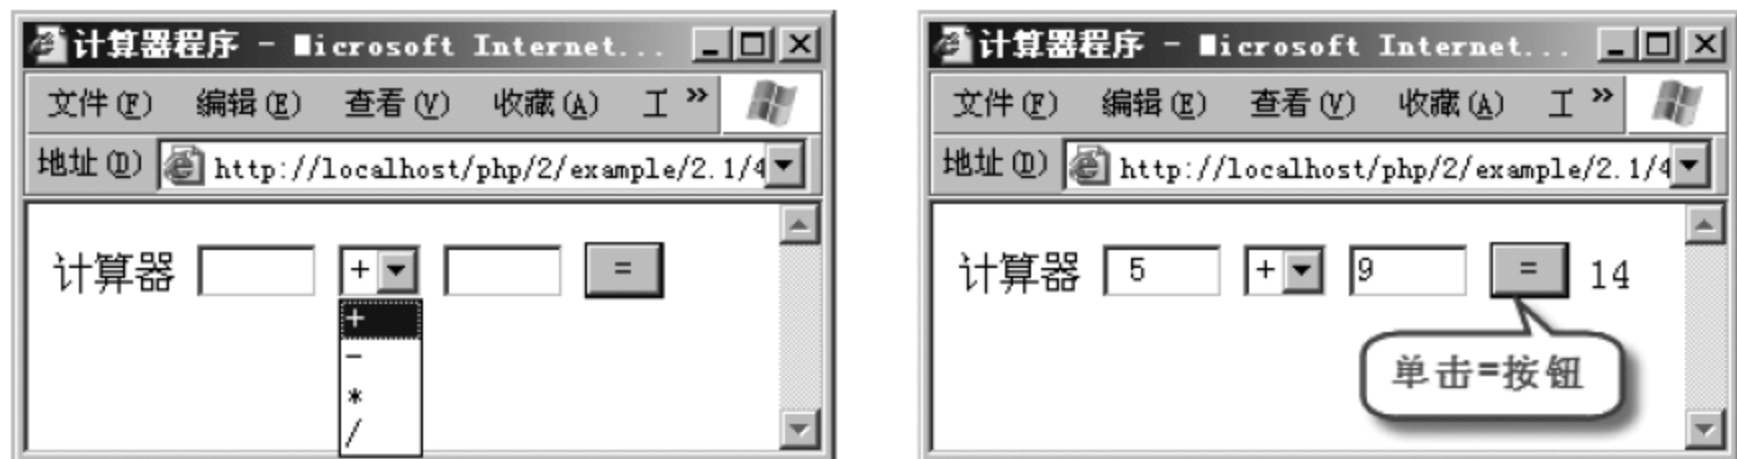 计算器程序 - Microsoft Internet...
文件(F) 编辑(E) 查看(V) 收藏(A) 工 »
地址(D) http://localhost/php/2/example/2.1/4
计算器 + =
+
-
*
/
计算器程序 - Microsoft Internet...
文件(F) 编辑(E) 查看(V) 收藏(A) 工 »
地址(D) http://localhost/php/2/example/2.1/4
计算器 5 + 9 = 14
单击=按钮